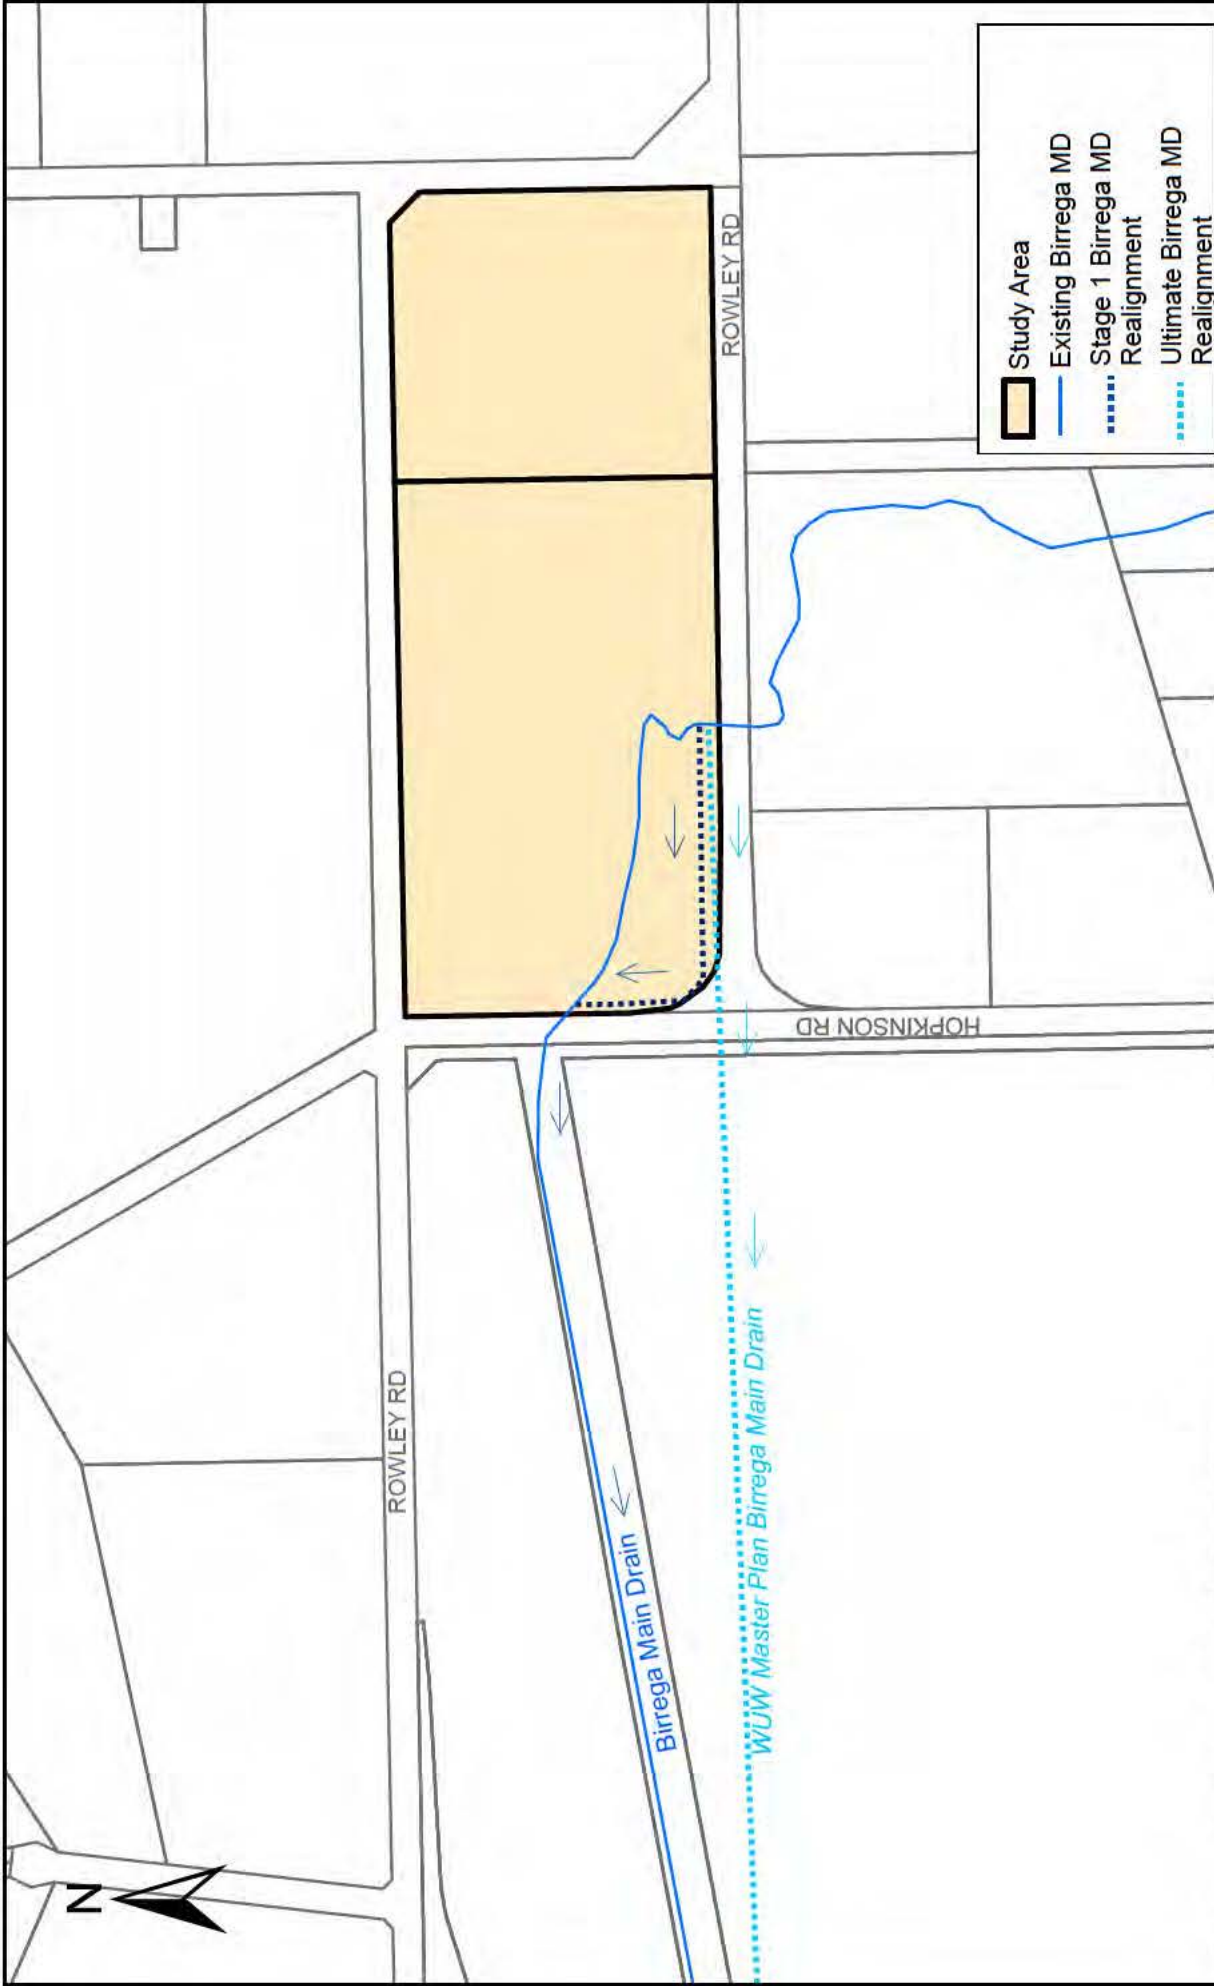 N
ROWLEY RD
ROWLEY RD
HOPKINSON RD
Birrega Main Drain
WUW Master Plan Birrega Main Drain
Study Area
Existing Birrega MD
Stage 1 Birrega MD
Realignment
Ultimate Birrega MD
Realignment